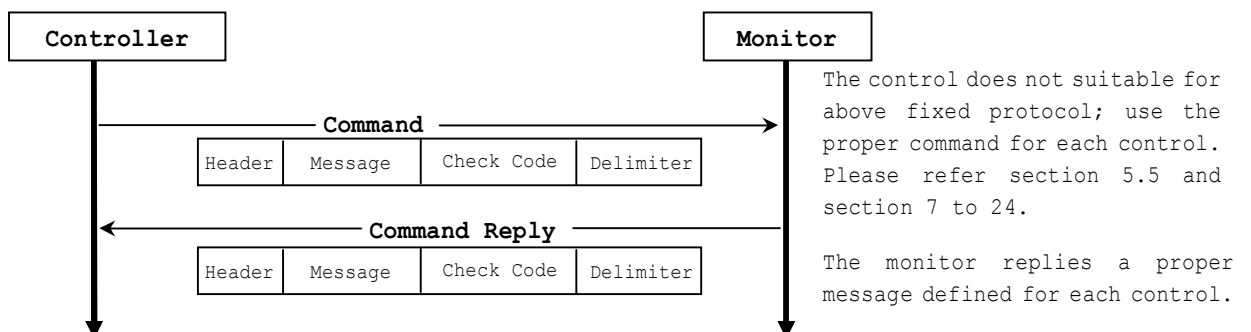 Controller
Monitor
The control does not suitable for
above fixed protocol; use the
proper command for each control.
Please refer section 5.5 and
section 7 to 24.
Command
Header Message Check Code Delimiter
Command Reply
Header Message Check Code Delimiter
The monitor replies a proper
message defined for each control.